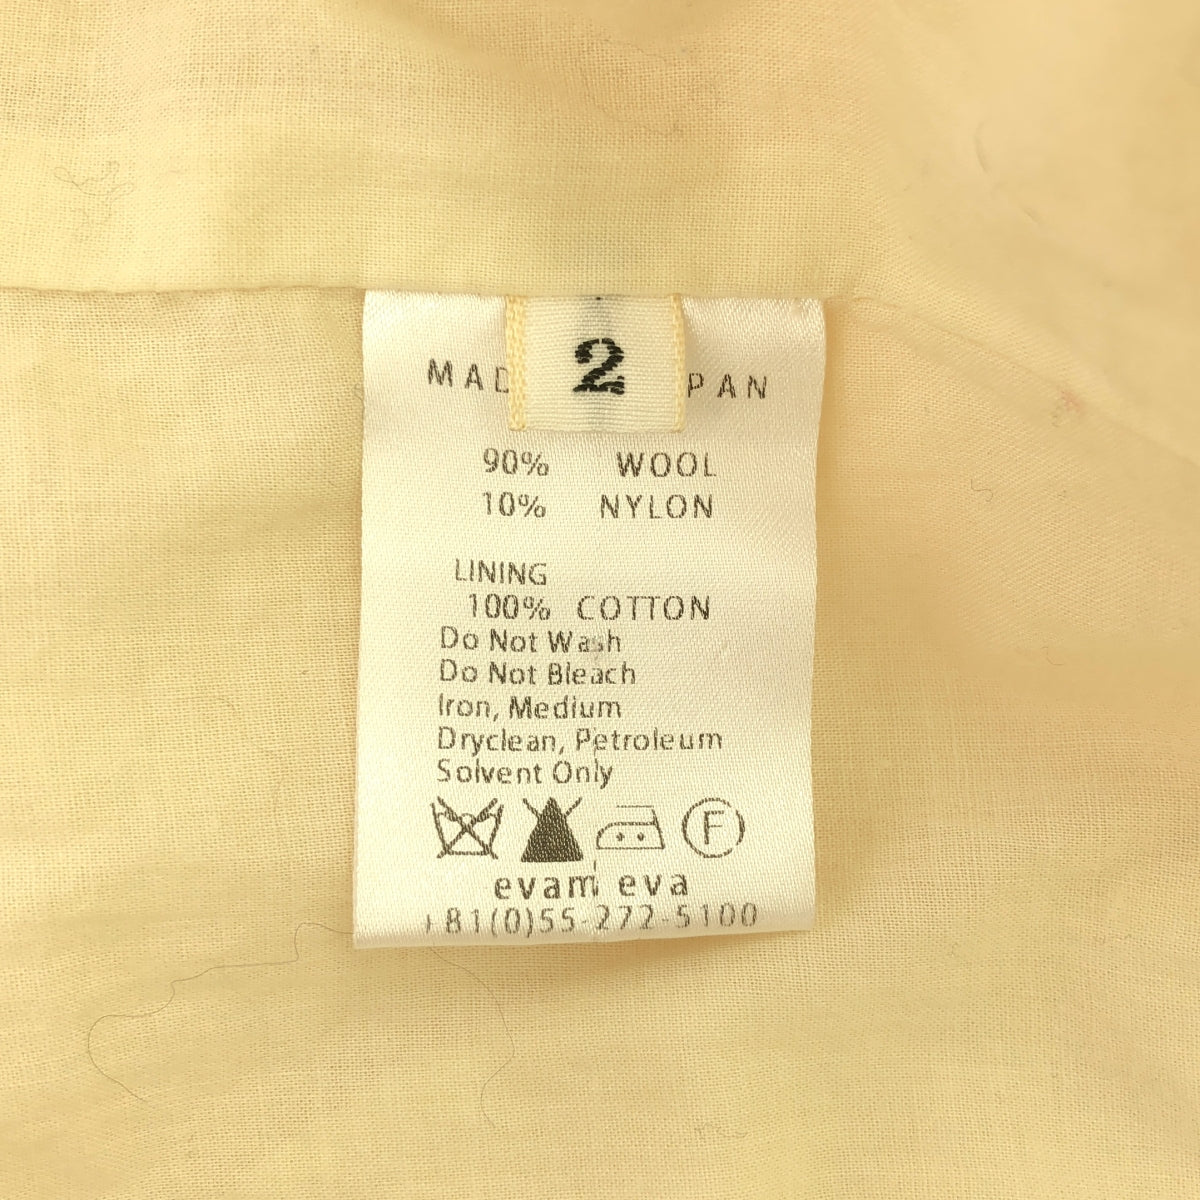 2
MAD PAN
90% WOOL
10% NYLON
LINING
100% COTTON
Do Not Wash
Do Not Bleach
Iron, Medium
Dryclean, Petroleum
Solvent Only
F
evam eva
+81(0)55-272-5100